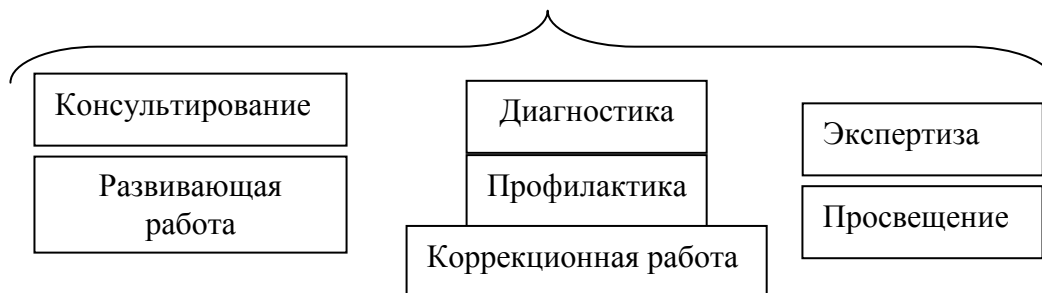 Консультирование
Развивающая
работа
Диагностика
Профилактика
Коррекционная работа
Экспертиза
Просвещение